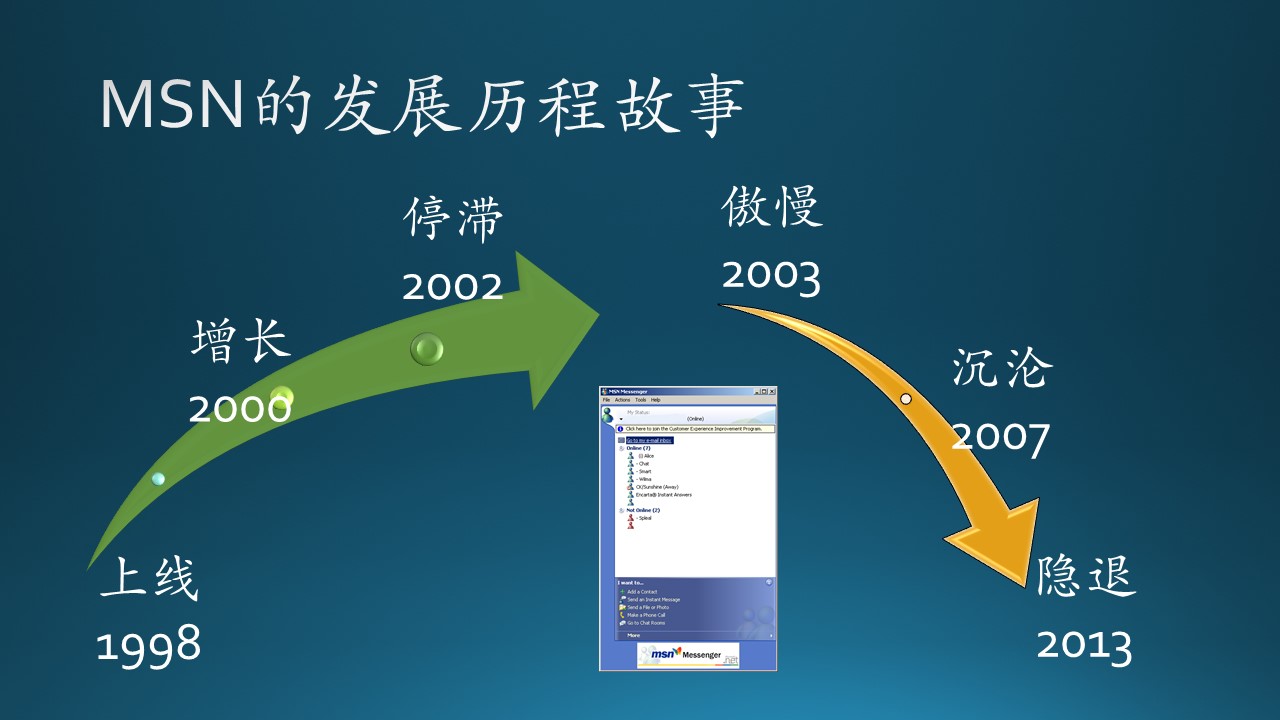 MSN的发展历程故事
停滞
2002
傲慢
2003
增长
2000
沉沦
2007
上线
1998
隐退
2013
MSN Messenger
File Actions Tools Help
My Status:
(Online)
Click here to join the Customer Experience Improvement Program.
Go to my e-mail inbox
Online (7)
Alice
- Chat
- Smart
- Wilma
CK/Sunshine (Away)
Encarta® Instant Answers
Not Online (2)
- Spleal
I want to...
Add a Contact
Send an Instant Message
Send a File or Photo
Make a Phone Call
Go to Chat Rooms
More
msn Messenger
.net